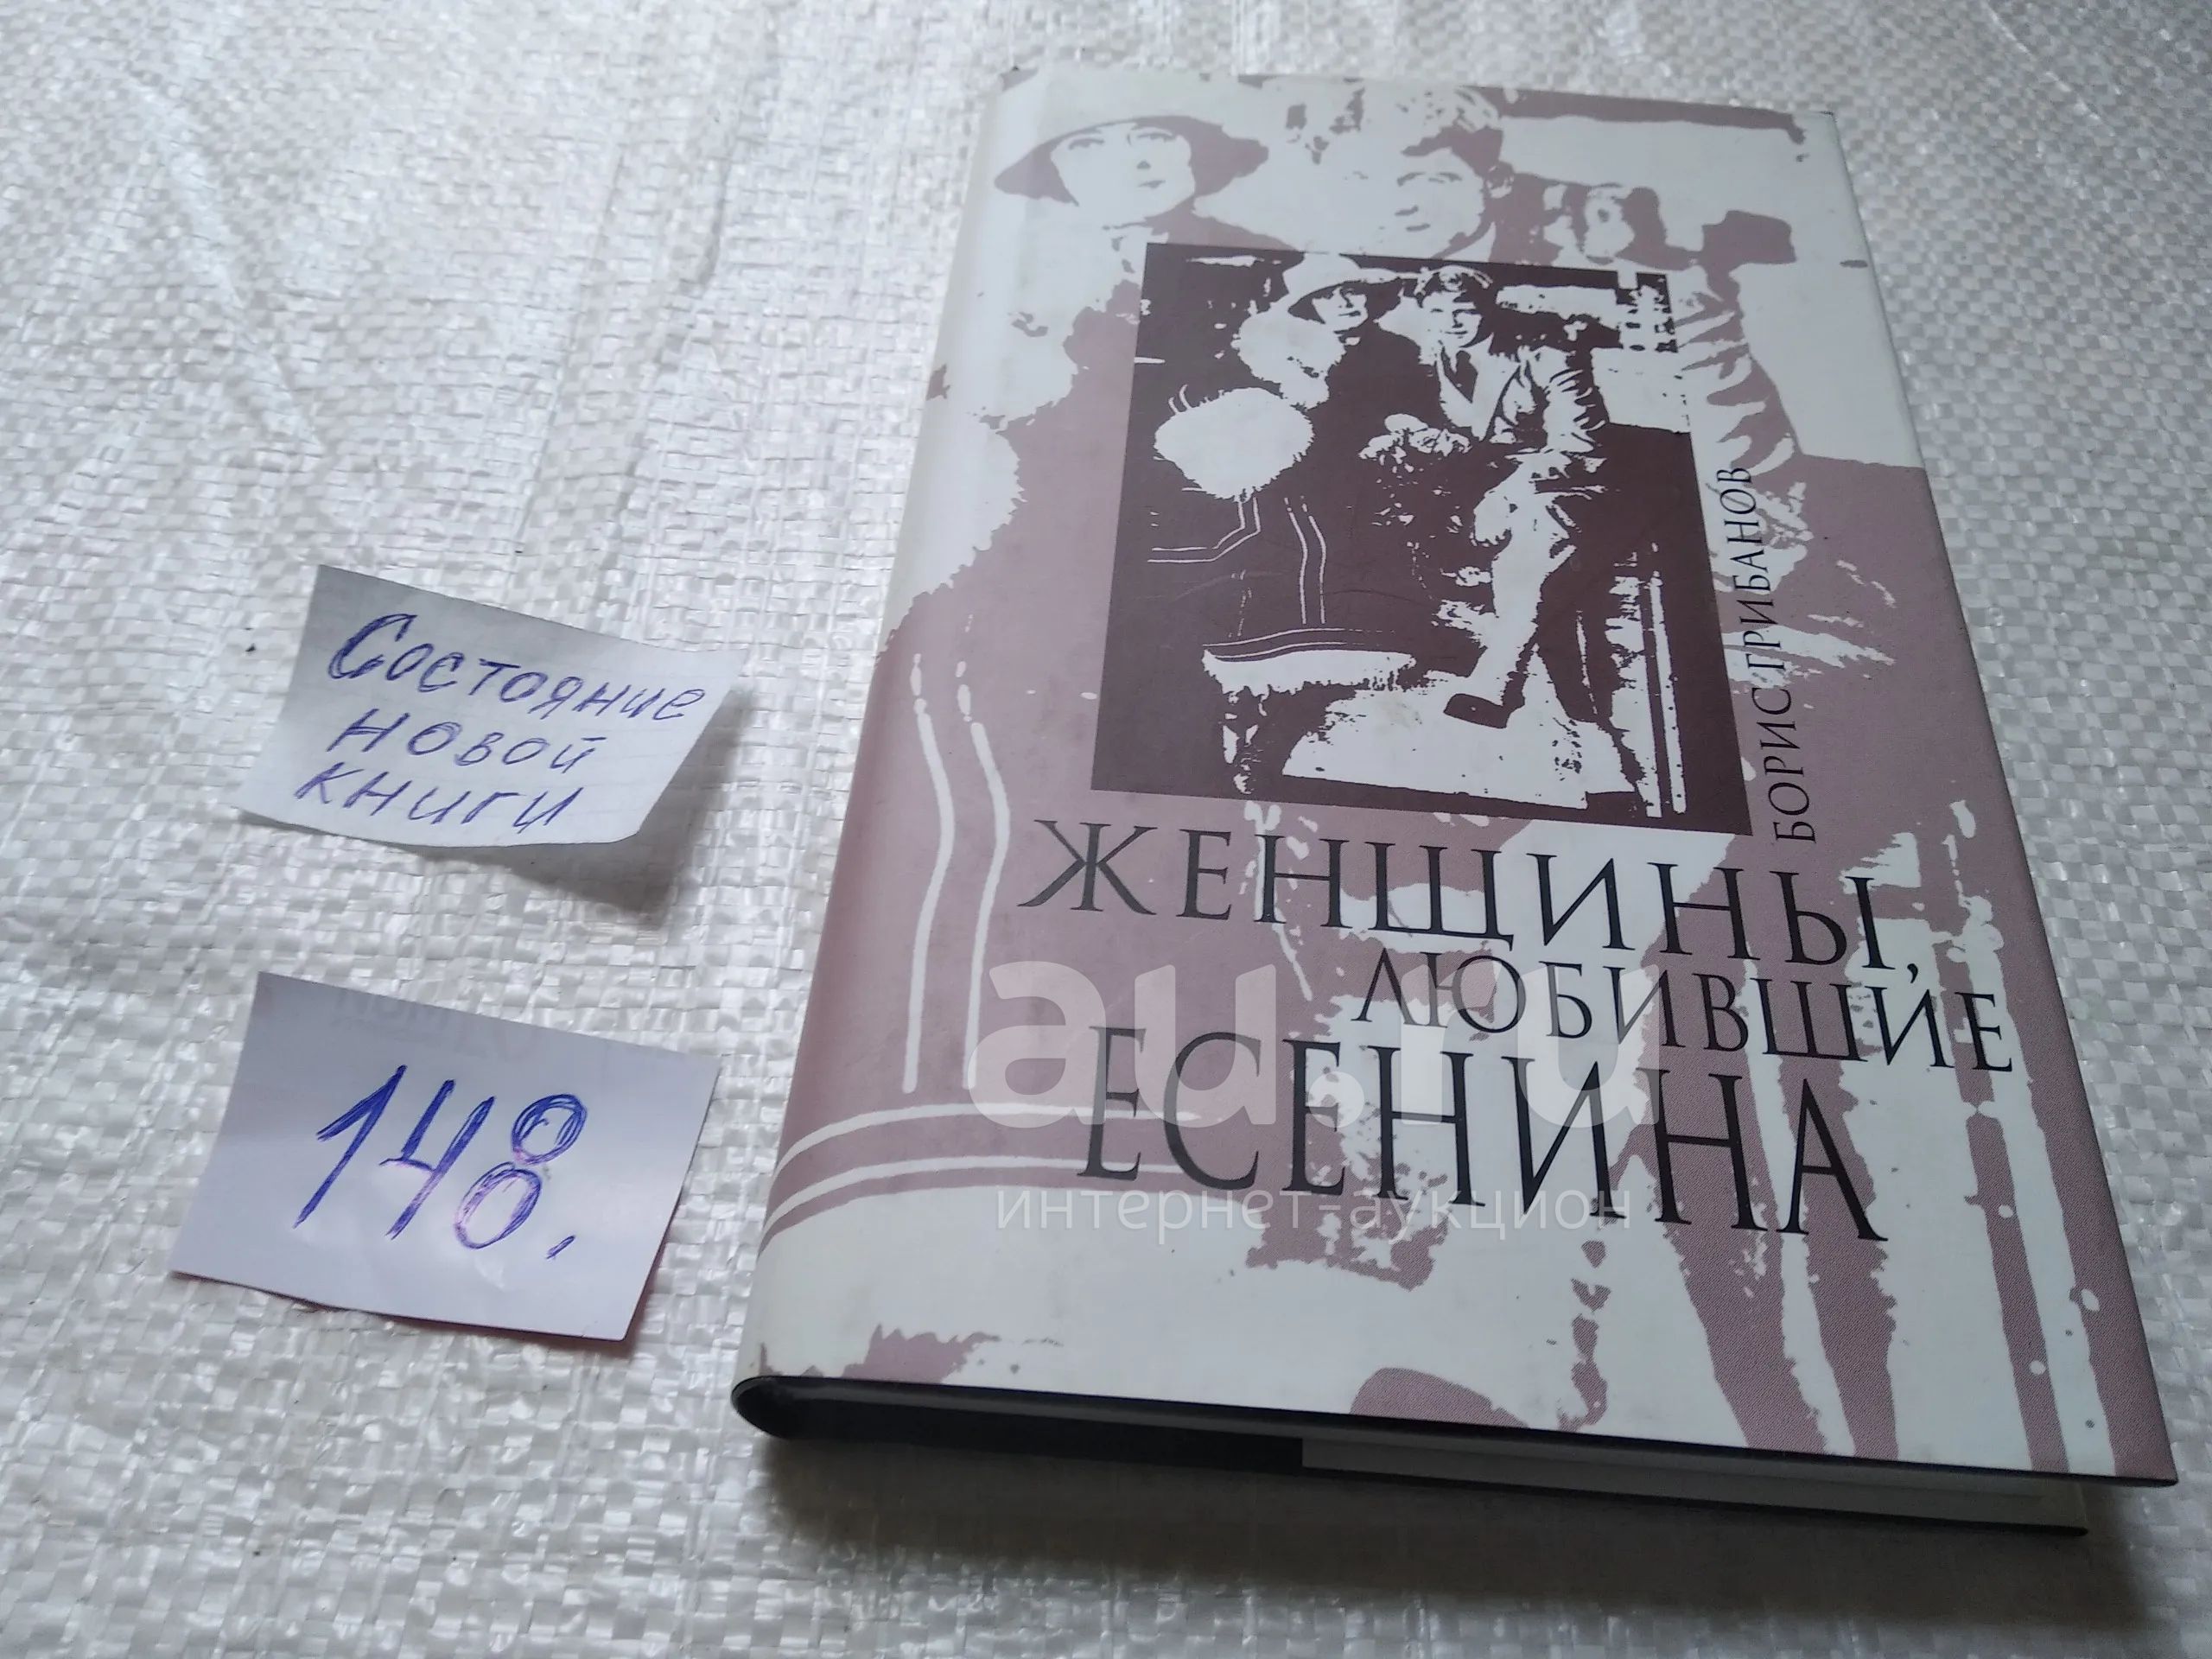 Состояние
новой
книги
148.
БОРИС ГРИБАНОВ
ЖЕНЩИНЫ,
ЛЮБИВШИЕ
ЕСЕНИНА
au.ru
интернет-аукцион